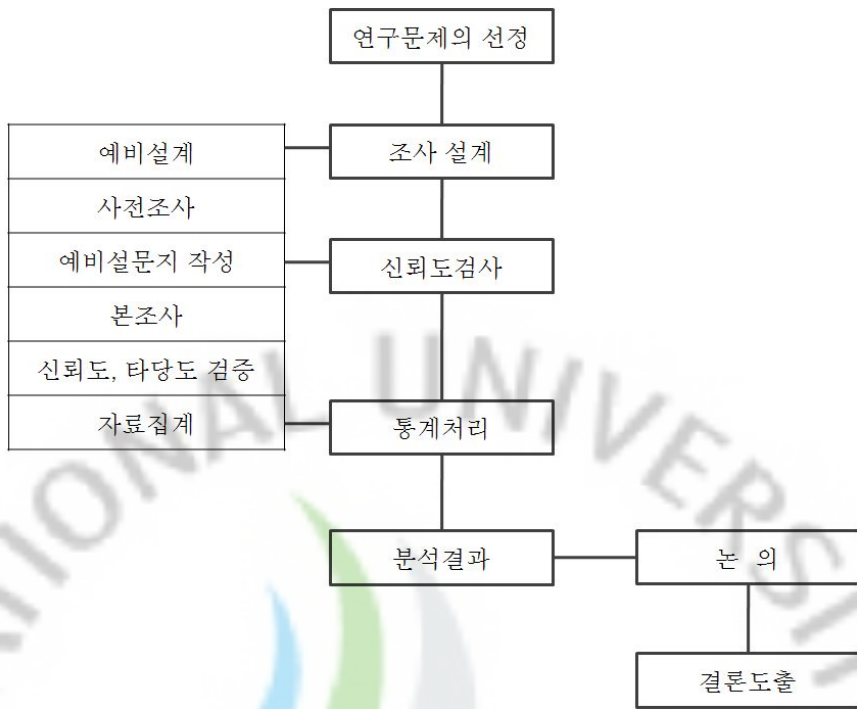 연구문제의 선정
예비설계
조사 설계
사전조사
예비설문지 작성
신뢰도검사
본조사
신뢰도, 타당도 검증
자료집계
통계처리
분석결과
논 의
결론도출
TIONAL UNIVERSIT